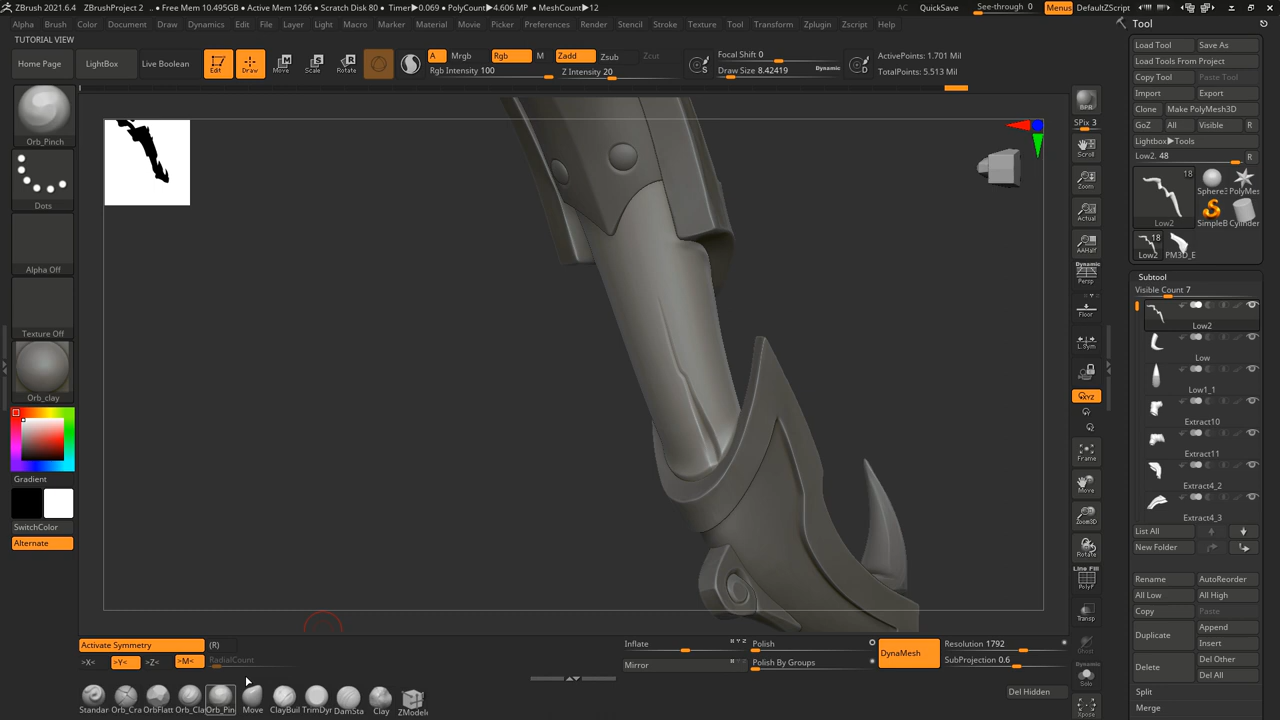 ZBrush 2021.6.4 ZBrushProject 2 .. • Free Mem 10.495GB • Active Mem 1266 • Scratch Disk 80 • Timer▶0.069 • PolyCount▶4.606 MP • MeshCount▶12 AC QuickSave See-through 0 Menus DefaultZScript
Alpha Brush Color Document Draw Dynamics Edit File Layer Light Macro Marker Material Movie Picker Preferences Render Stencil Stroke Texture Tool Transform Zplugin Zscript Help
TUTORIAL VIEW
Home Page LightBox Live Boolean Edit Draw Move Scale Rotate
A Mrgb Rgb M Zadd Zsub Zcut
Rgb Intensity 100 Z Intensity 20
Focal Shift 0
Draw Size 8.42419 Dynamic
ActivePoints: 1.701 Mil
TotalPoints: 5.513 Mil
S
D
Orb_Pinch
Dots
Alpha Off
Texture Off
Orb_clay
Gradient
SwitchColor
Alternate
BPR
SPix 3
Scroll
Zoom
Actual
AAHalf
Dynamic
Persp
Floor
L.Sym
XYZ
Frame
Move
Zoom3D
Rotate
Line Fill
PolyF
Transp
Ghost
Dynamic
Solo
Xpose
Tool
Load Tool Save As
Load Tools From Project
Copy Tool Paste Tool
Import Export
Clone Make PolyMesh3D
GoZ All Visible R
Lightbox▶Tools
Low2. 48 R
18
Low2
Sphere3 PolyMes
SimpleB Cylinder
18
Low2 PM3D_E
Subtool
Visible Count 7
Low2
Low
Low1_1
Extract10
Extract11
Extract4_2
Extract4_3
List All
New Folder
Rename AutoReorder
All Low All High
Copy Paste
Duplicate Append
Insert
Delete Del Other
Del All
Split
Merge
Activate Symmetry (R)
>X< >Y< >Z< >M< RadialCount
Inflate X Y Z Polish
Mirror X Y Z Polish By Groups
DynaMesh
Resolution 1792
SubProjection 0.6
Del Hidden
Standar Orb_Cra OrbFlatt Orb_Cla Orb_Pin Move ClayBuil TrimDyr DamSta Clay ZModele